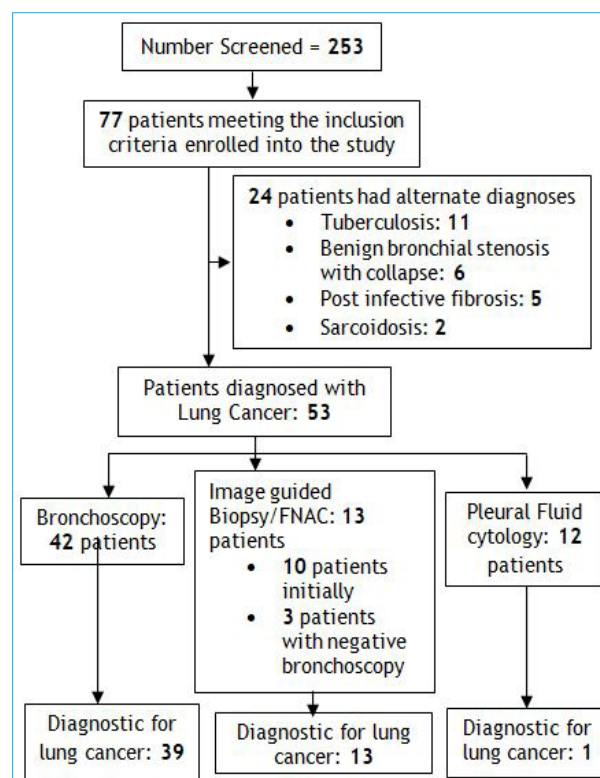 Number Screened = 253
77 patients meeting the inclusion
criteria enrolled into the study
24 patients had alternate diagnoses
• Tuberculosis: 11
• Benign bronchial stenosis
with collapse: 6
• Post infective fibrosis: 5
• Sarcoidosis: 2
Patients diagnosed with
Lung Cancer: 53
Bronchoscopy:
42 patients
Image guided
Biopsy/FNAC: 13
patients
• 10 patients
initially
• 3 patients
with negative
bronchoscopy
Pleural Fluid
cytology: 12
patients
Diagnostic for
lung cancer: 39
Diagnostic for lung
cancer: 13
Diagnostic for
lung cancer: 1